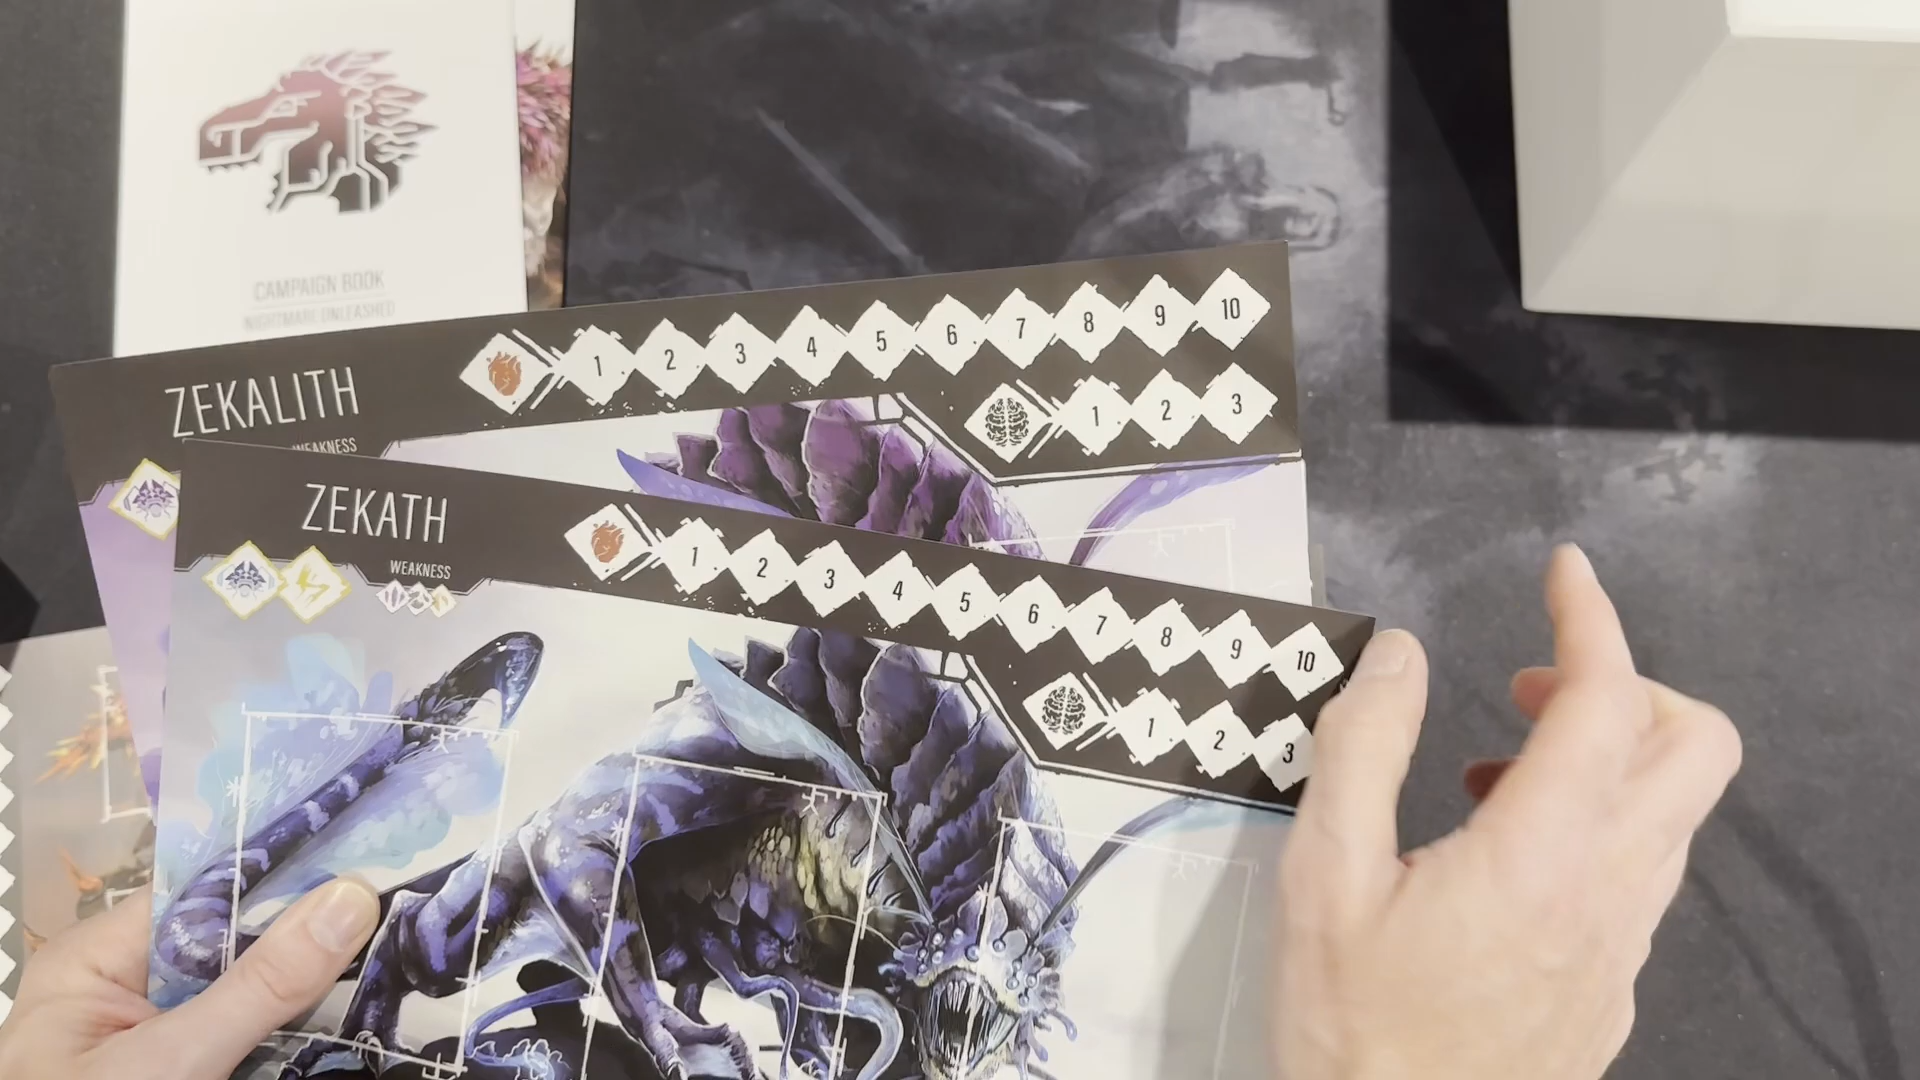 CAMPAIGN BOOK
NIGHTMARE UNLEASHED
ZEKALITH
1 2 3 4 5 6 7 8 9 10
WEAKNESS
1 2 3
ZEKATH
1 2 3 4 5 6 7 8 9 10
WEAKNESS
1 2 3